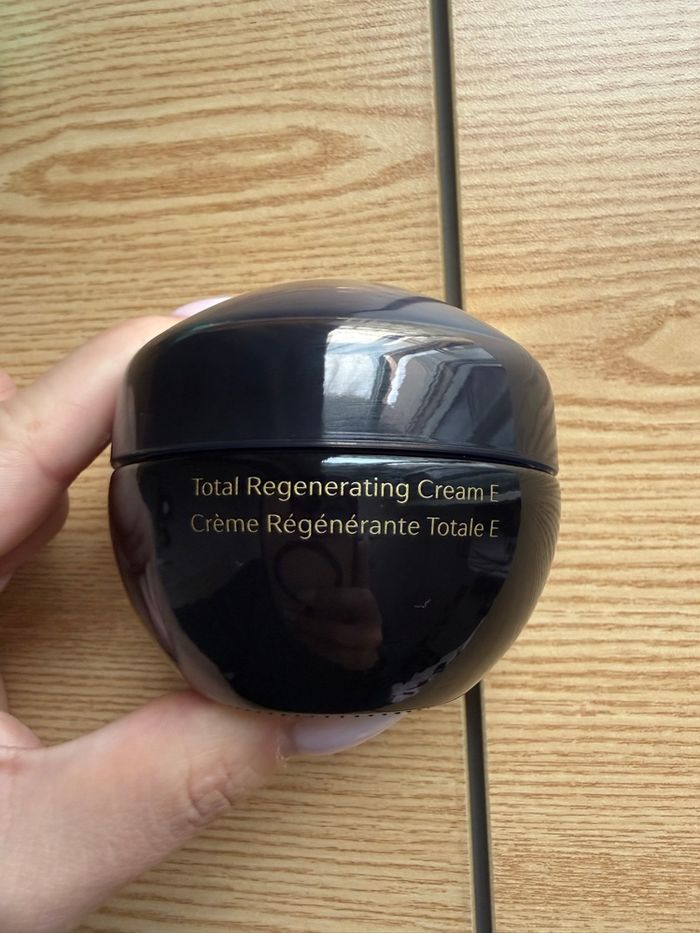 Total Regenerating Cream E
Crème Régénérante Totale E